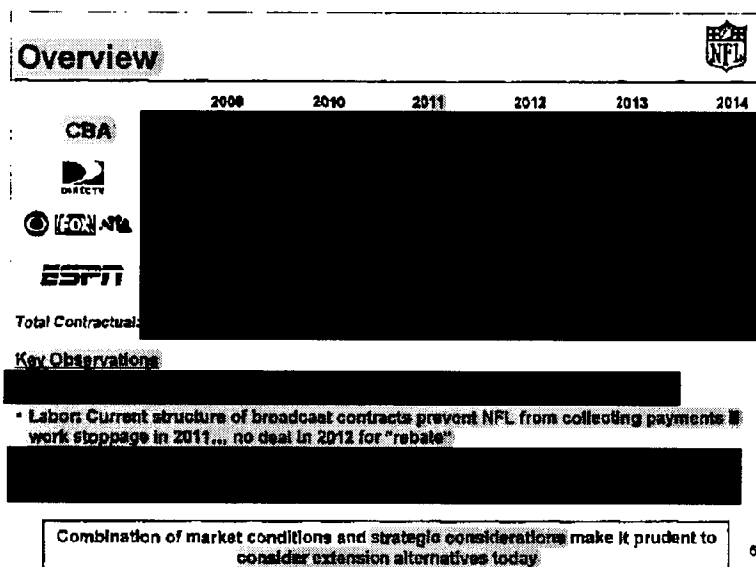 Overview
NFL
2009 2010 2011 2012 2013 2014
CBA
DIRECTV
FOX
ESPN
Total Contractual:
Key Observations
• Labor: Current structure of broadcast contracts prevent NFL from collecting payments if
work stoppage in 2011... no deal in 2012 for "rebate"
Combination of market conditions and strategic considerations make it prudent to
consider extension alternatives today